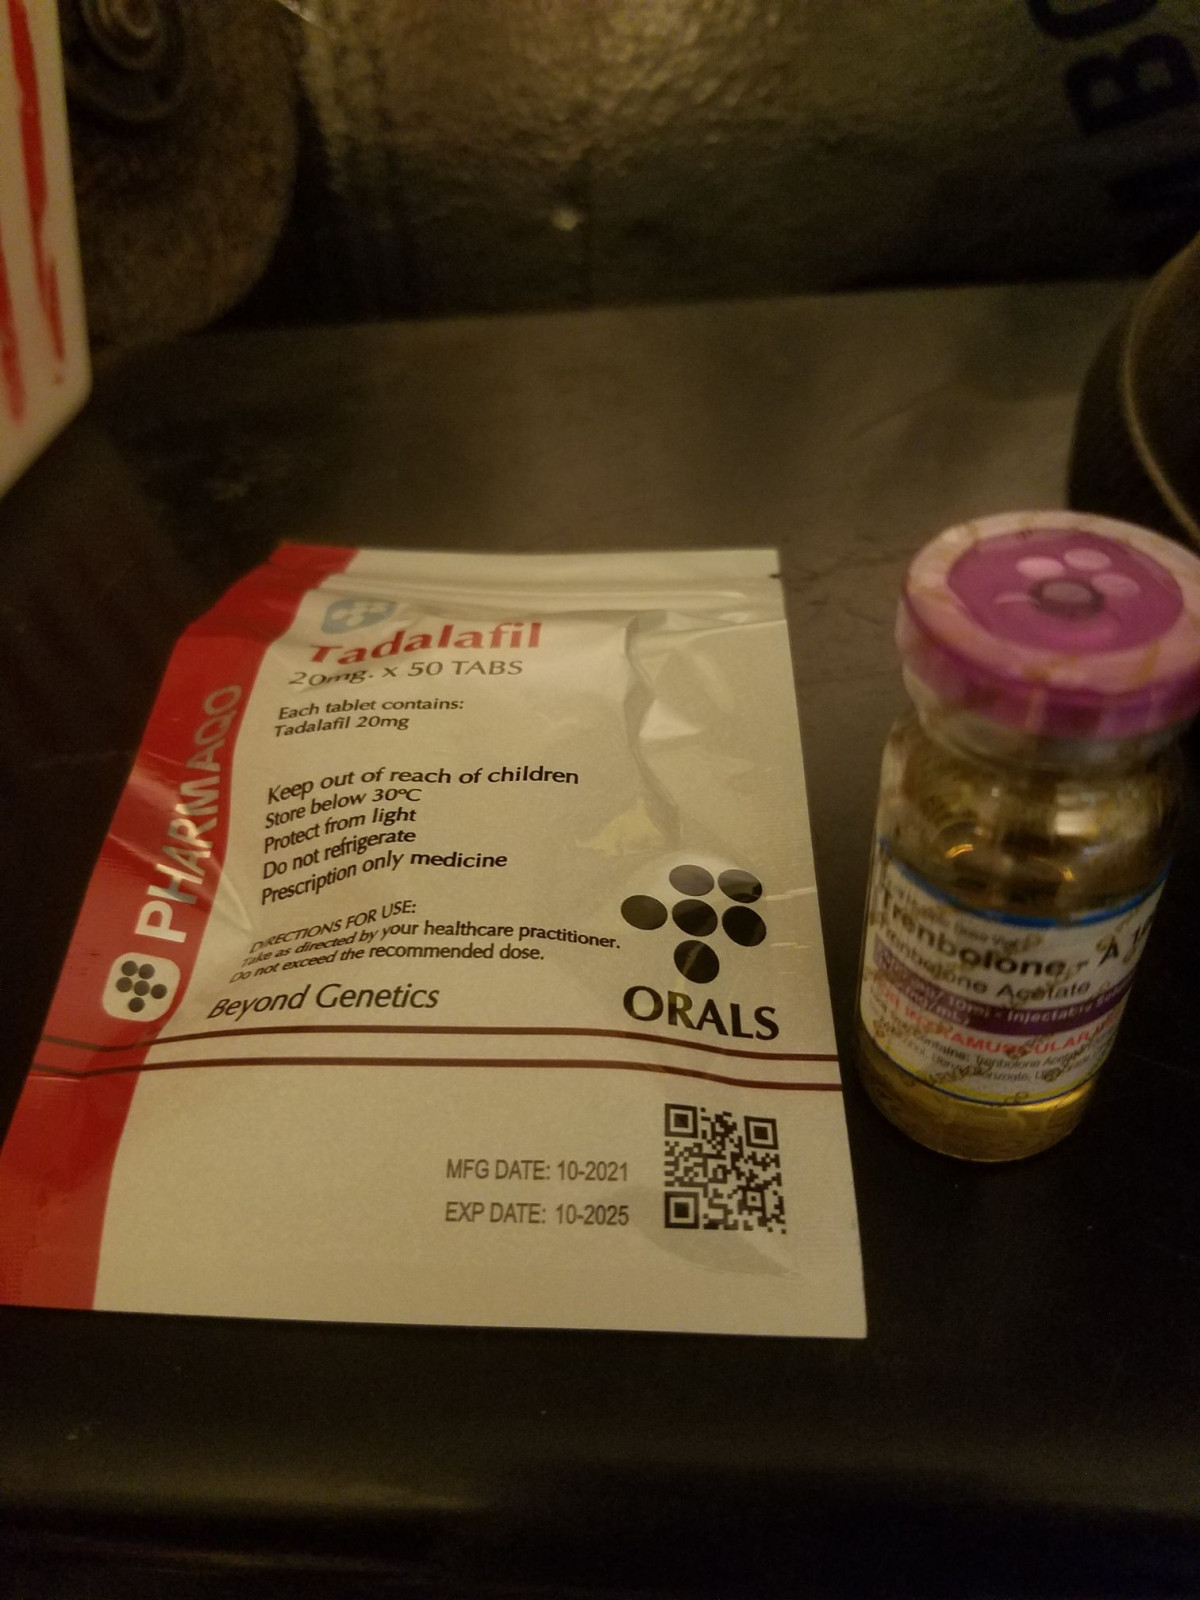 Tadalafil
20mg. x 50 TABS
Each tablet contains:
Tadalafil 20mg
Keep out of reach of children
Store below 30°C
Protect from light
Do not refrigerate
Prescription only medicine
DIRECTIONS FOR USE:
Take as directed by your healthcare practitioner.
Do not exceed the recommended dose.
Beyond Genetics
PHARMAQO
ORALS
MFG DATE: 10-2021
EXP DATE: 10-2025
Trenbolone - A
Trenbolone Acetate
10ml - Injectable
INTRAMUSCULAR